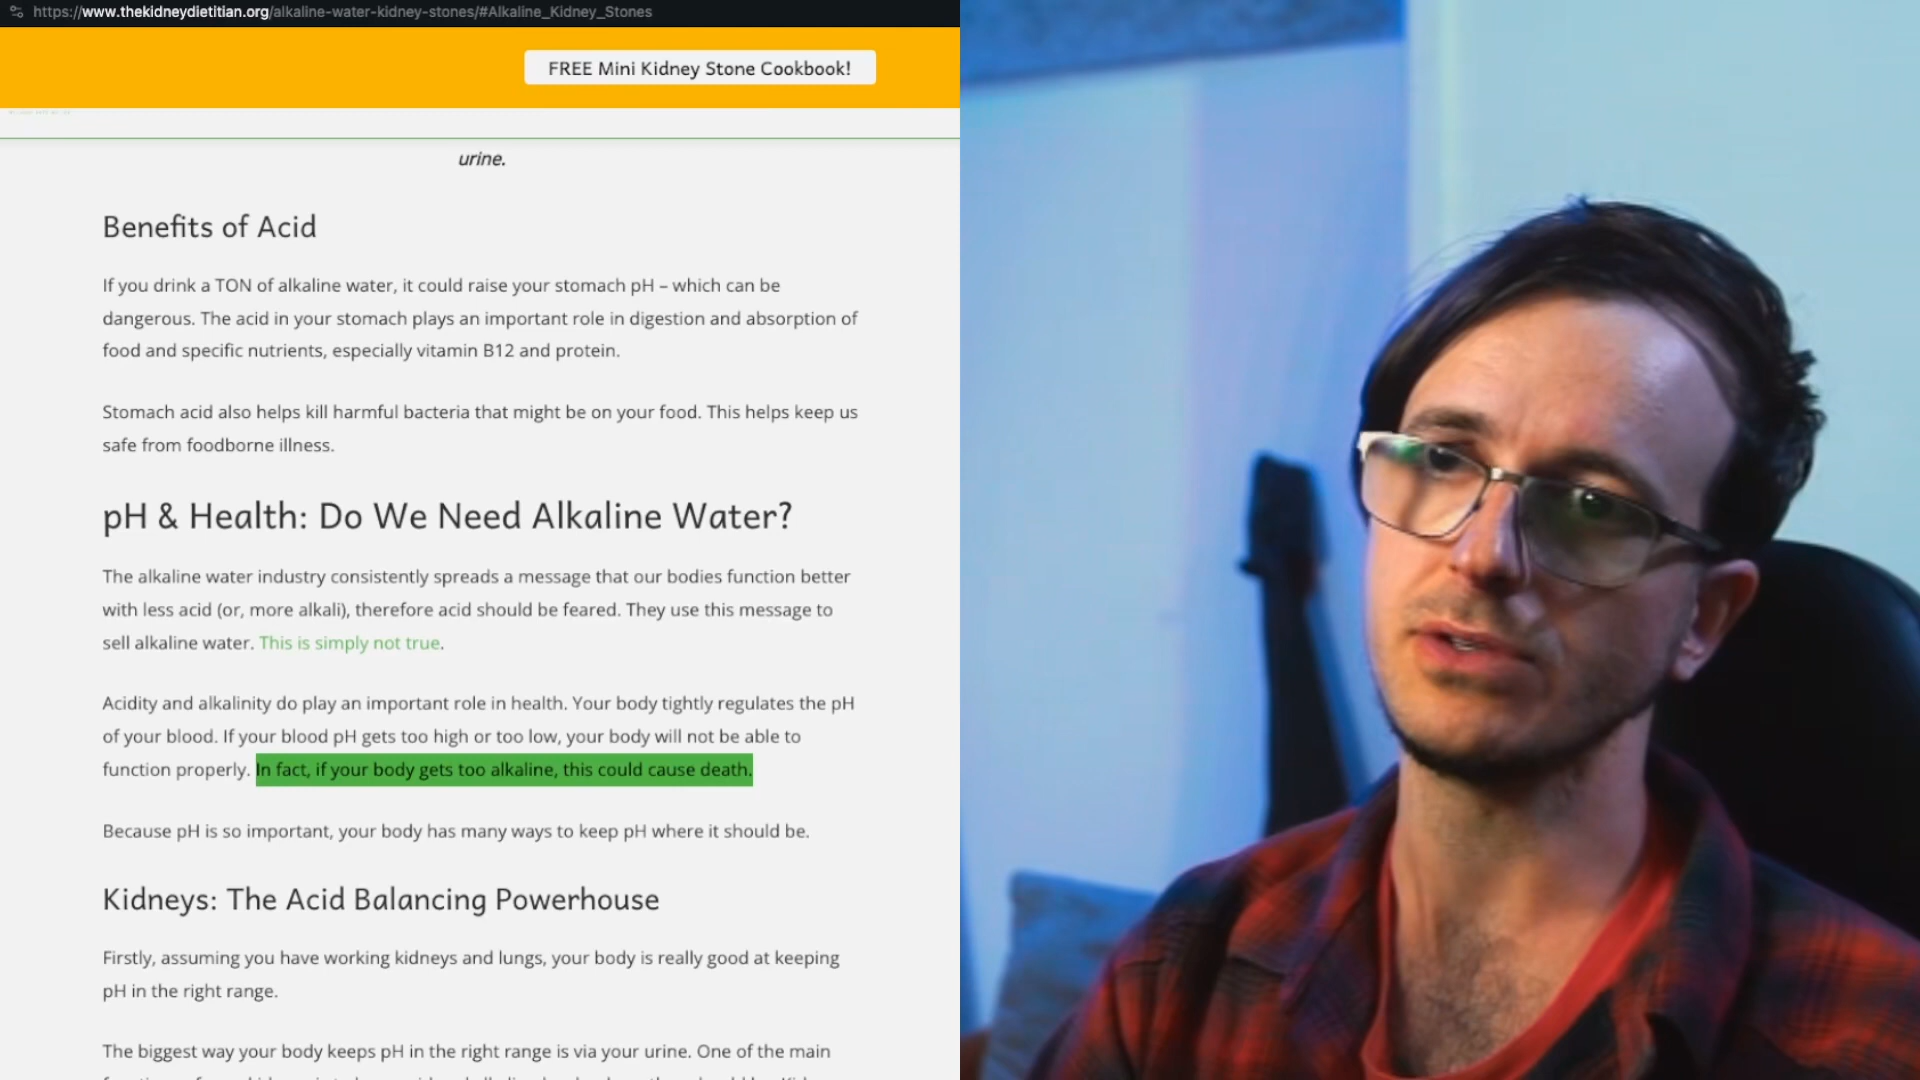 https://www.thekidneydietitian.org/alkaline-water-kidney-stones/#Alkaline_Kidney_Stones
FREE Mini Kidney Stone Cookbook!
urine.
Benefits of Acid
If you drink a TON of alkaline water, it could raise your stomach pH – which can be
dangerous. The acid in your stomach plays an important role in digestion and absorption of
food and specific nutrients, especially vitamin B12 and protein.
Stomach acid also helps kill harmful bacteria that might be on your food. This helps keep us
safe from foodborne illness.
pH & Health: Do We Need Alkaline Water?
The alkaline water industry consistently spreads a message that our bodies function better
with less acid (or, more alkali), therefore acid should be feared. They use this message to
sell alkaline water. This is simply not true.
Acidity and alkalinity do play an important role in health. Your body tightly regulates the pH
of your blood. If your blood pH gets too high or too low, your body will not be able to
function properly. In fact, if your body gets too alkaline, this could cause death.
Because pH is so important, your body has many ways to keep pH where it should be.
Kidneys: The Acid Balancing Powerhouse
Firstly, assuming you have working kidneys and lungs, your body is really good at keeping
pH in the right range.
The biggest way your body keeps pH in the right range is via your urine. One of the main